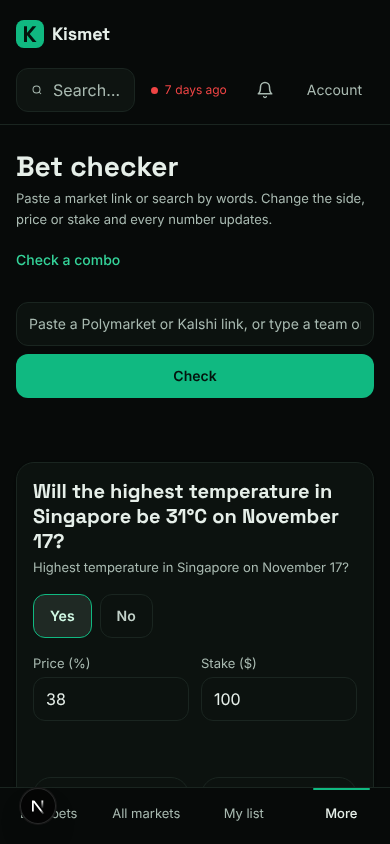 Kismet
Search...
7 days ago
Account
Bet checker
Paste a market link or search by words. Change the side,
price or stake and every number updates.
Check a combo
Paste a Polymarket or Kalshi link, or type a team o
Check
Will the highest temperature in
Singapore be 31°C on November
17?
Highest temperature in Singapore on November 17?
Yes
No
Price (%)
Stake ($)
38
100
All markets
My list
More